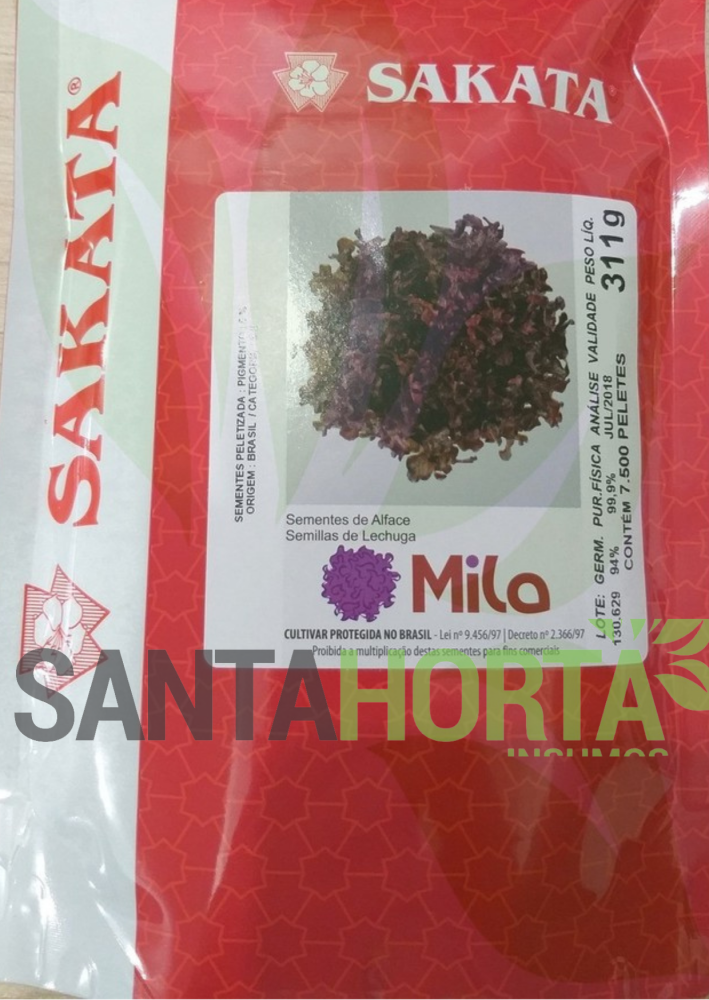 SAKATA®
SAKATA
SEMENTES PELETIZADA : PIGMENTO
ORIGEM : BRASIL / CATEGORIA
Sementes de Alface
Semillas de Lechuga
Mila
CULTIVAR PROTEGIDA NO BRASIL - Lei nº 9.456/97 | Decreto nº 2.366/97
Proibida a multiplicação destas sementes para fins comerciais
LOTE: GERM. PUR.FÍSICA ANÁLISE VALIDADE PESO LÍQ.
130.629 94% 99,9% JUL/2018 311g
CONTÉM 7.500 PELETES
SANTAHORTA
INSUMOS